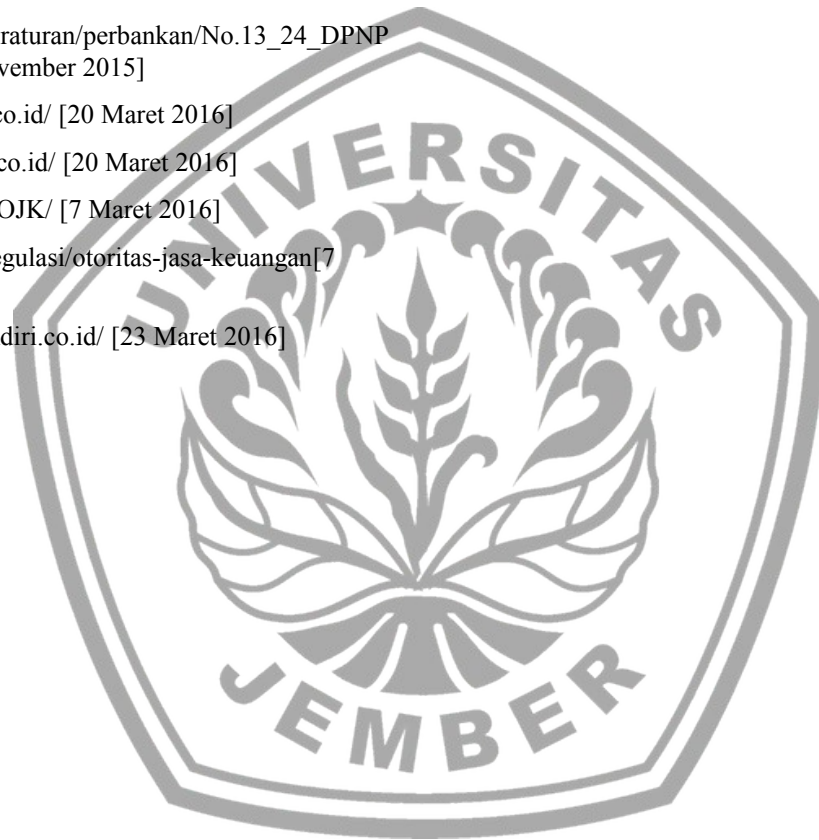 raturan/perbankan/No.13_24_DPNP
vember 2015]
co.id/ [20 Maret 2016]
co.id/ [20 Maret 2016]
OJK/ [7 Maret 2016]
egulasi/otoritas-jasa-keuangan[7
diri.co.id/ [23 Maret 2016]
UNIVERSITAS
JEMBER